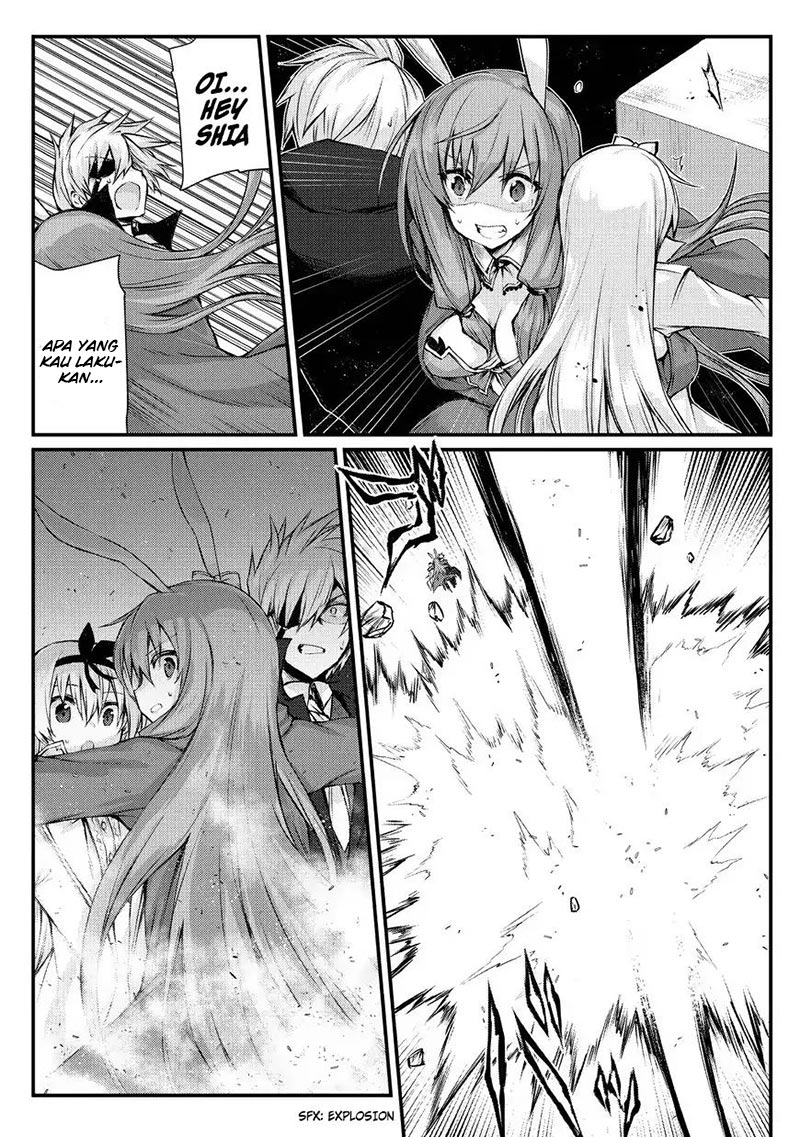 OI...
HEY
SHIA
APA YANG
KAU LAKU-
KAN...
SFX: EXPLOSION